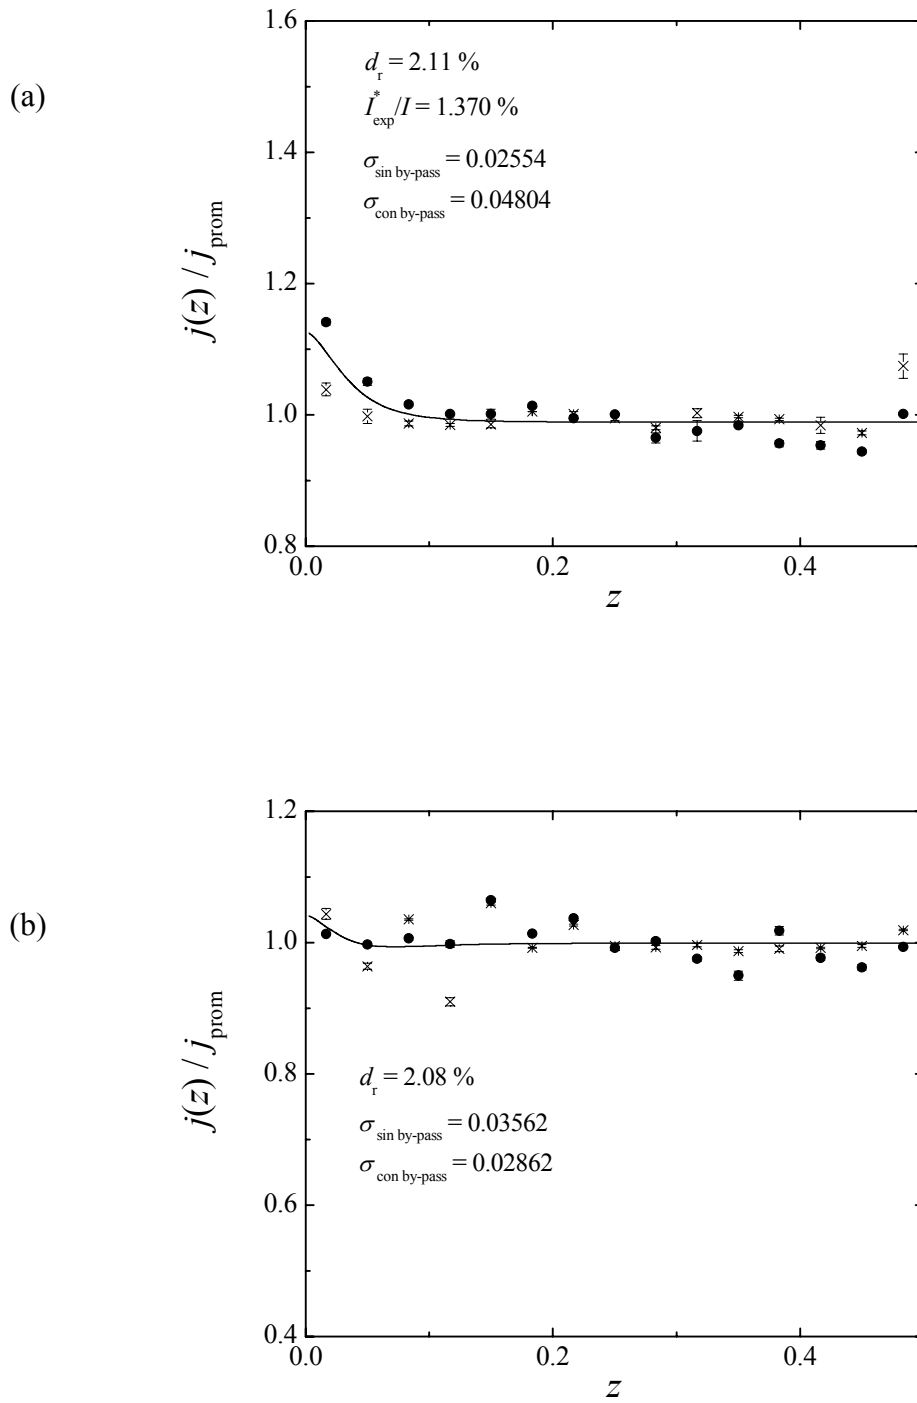 (a)
1.6
1.4
1.2
1.0
0.8
j(z) / j_prom
d_r = 2.11 %
I*_exp/I = 1.370 %
σ_sin by-pass = 0.02554
σ_con by-pass = 0.04804
0.0 0.2 0.4
z
(b)
1.2
1.0
0.8
0.6
0.4
j(z) / j_prom
d_r = 2.08 %
σ_sin by-pass = 0.03562
σ_con by-pass = 0.02862
0.0 0.2 0.4
z